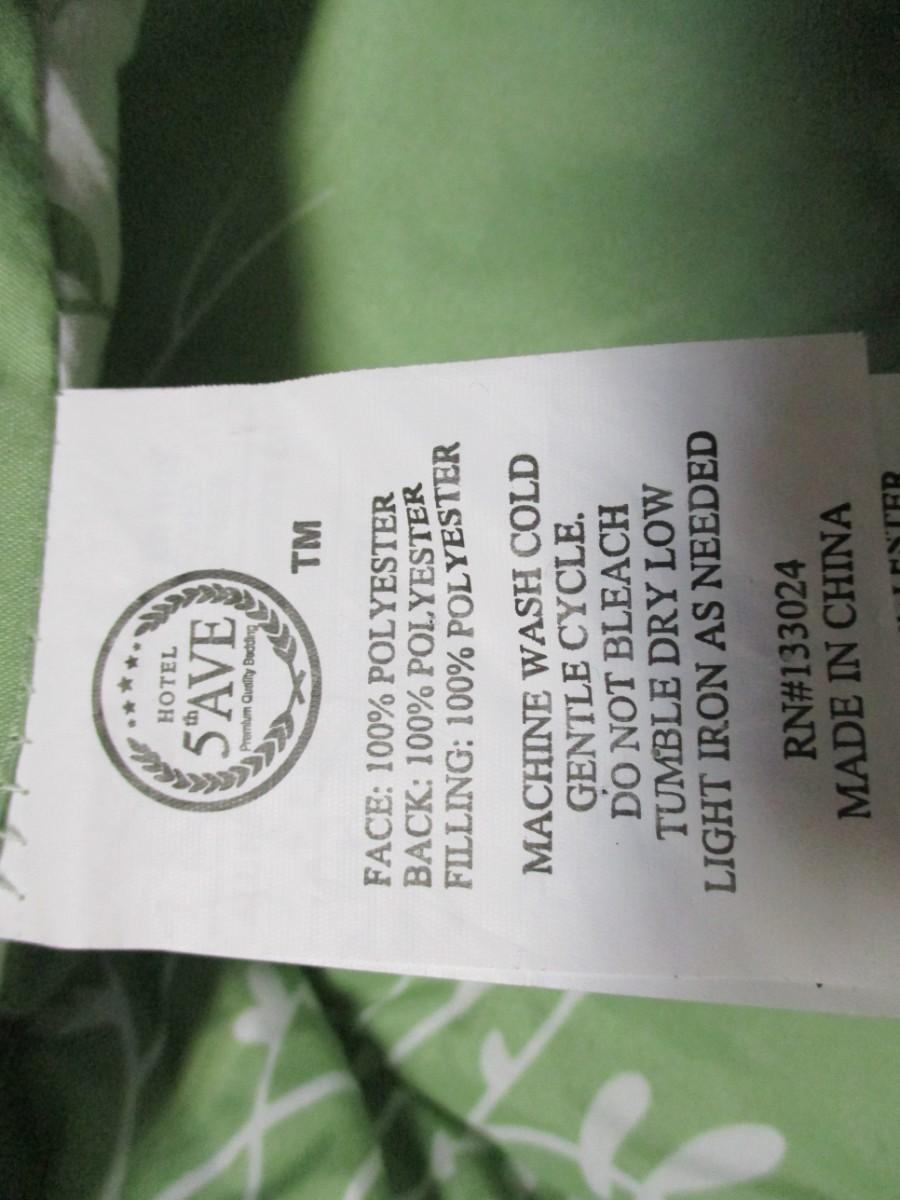 HOTEL
5th AVE
Premium Quality Bedding
TM
FACE: 100% POLYESTER
BACK: 100% POLYESTER
FILLING: 100% POLYESTER
MACHINE WASH COLD
GENTLE CYCLE.
DO NOT BLEACH
TUMBLE DRY LOW
LIGHT IRON AS NEEDED
RN#133024
MADE IN CHINA